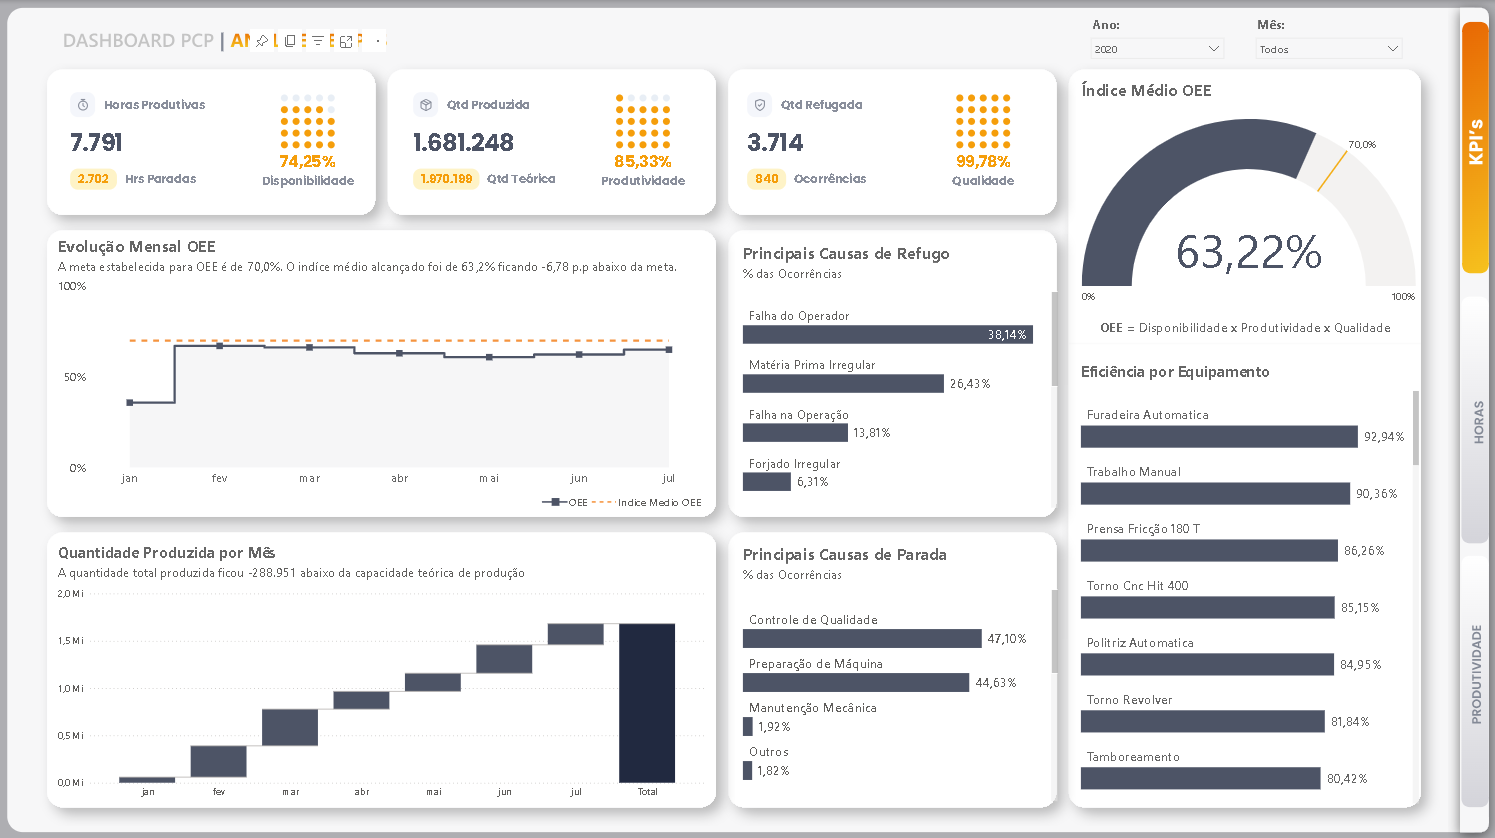 DASHBOARD PCP |
Ano:
2020
Mês:
Todos
Horas Produtivas
7.791
2.702 Hrs Paradas
74,25%
Disponibilidade
Qtd Produzida
1.681.248
1.970.199 Qtd Teórica
85,33%
Produtividade
Qtd Refugada
3.714
840 Ocorrências
99,78%
Qualidade
Índice Médio OEE
70,0%
63,22%
0% 100%
OEE = Disponibilidade x Produtividade x Qualidade
Evolução Mensal OEE
A meta estabelecida para OEE é de 70,0%. O indíce médio alcançado foi de 63,2% ficando -6,78 p.p abaixo da meta.
100%
50%
0%
jan fev mar abr mai jun jul
OEE Indice Medio OEE
Principais Causas de Refugo
% das Ocorrências
Falha do Operador
38,14%
Matéria Prima Irregular
26,43%
Falha na Operação
13,81%
Forjado Irregular
6,31%
Eficiência por Equipamento
Furadeira Automatica
92,94%
Trabalho Manual
90,36%
Prensa Fricção 180 T
86,26%
Torno Cnc Hit 400
85,15%
Politriz Automatica
84,95%
Torno Revolver
81,84%
Tamboreamento
80,42%
Quantidade Produzida por Mês
A quantidade total produzida ficou -288.951 abaixo da capacidade teórica de produção
2,0 Mi
1,5 Mi
1,0 Mi
0,5 Mi
0,0 Mi
jan fev mar abr mai jun jul Total
Principais Causas de Parada
% das Ocorrências
Controle de Qualidade
47,10%
Preparação de Máquina
44,63%
Manutenção Mecânica
1,92%
Outros
1,82%
KPI's
HORAS
PRODUTIVIDADE